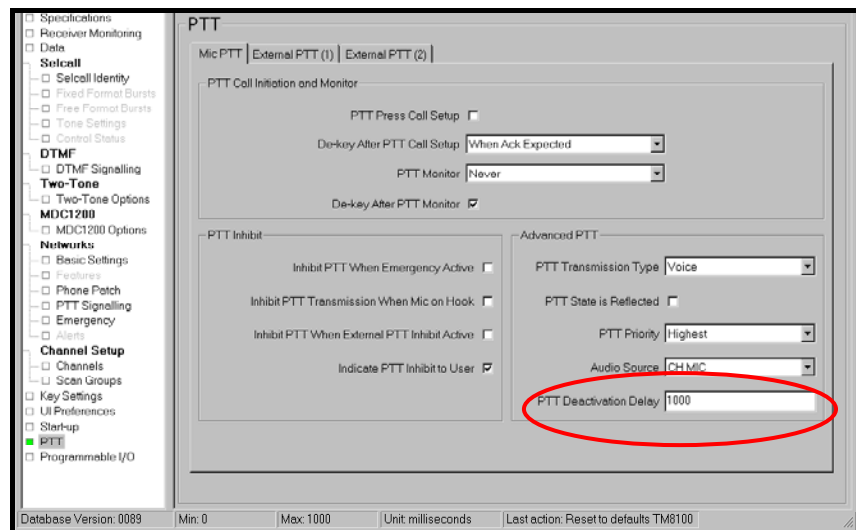 Specifications
Receiver Monitoring
Data
Selcall
Selcall Identity
Fixed Format Bursts
Free Format Bursts
Tone Settings
Control Status
DTMF
DTMF Signalling
Two-Tone
Two-Tone Options
MDC1200
MDC1200 Options
Networks
Basic Settings
Features
Phone Patch
PTT Signalling
Emergency
Alerts
Channel Setup
Channels
Scan Groups
Key Settings
UI Preferences
Start-up
PTT
Programmable I/O
PTT
Mic PTT External PTT (1) External PTT (2)
PTT Call Initiation and Monitor
PTT Press Call Setup
De-key After PTT Call Setup When Ack Expected
PTT Monitor Never
De-key After PTT Monitor
PTT Inhibit
Inhibit PTT When Emergency Active
Inhibit PTT Transmission When Mic on Hook
Inhibit PTT When External PTT Inhibit Active
Indicate PTT Inhibit to User
Advanced PTT
PTT Transmission Type Voice
PTT State is Reflected
PTT Priority Highest
Audio Source CH MIC
PTT Deactivation Delay 1000
Database Version: 0089 Min: 0 Max: 1000 Unit: milliseconds Last action: Reset to defaults TM8100